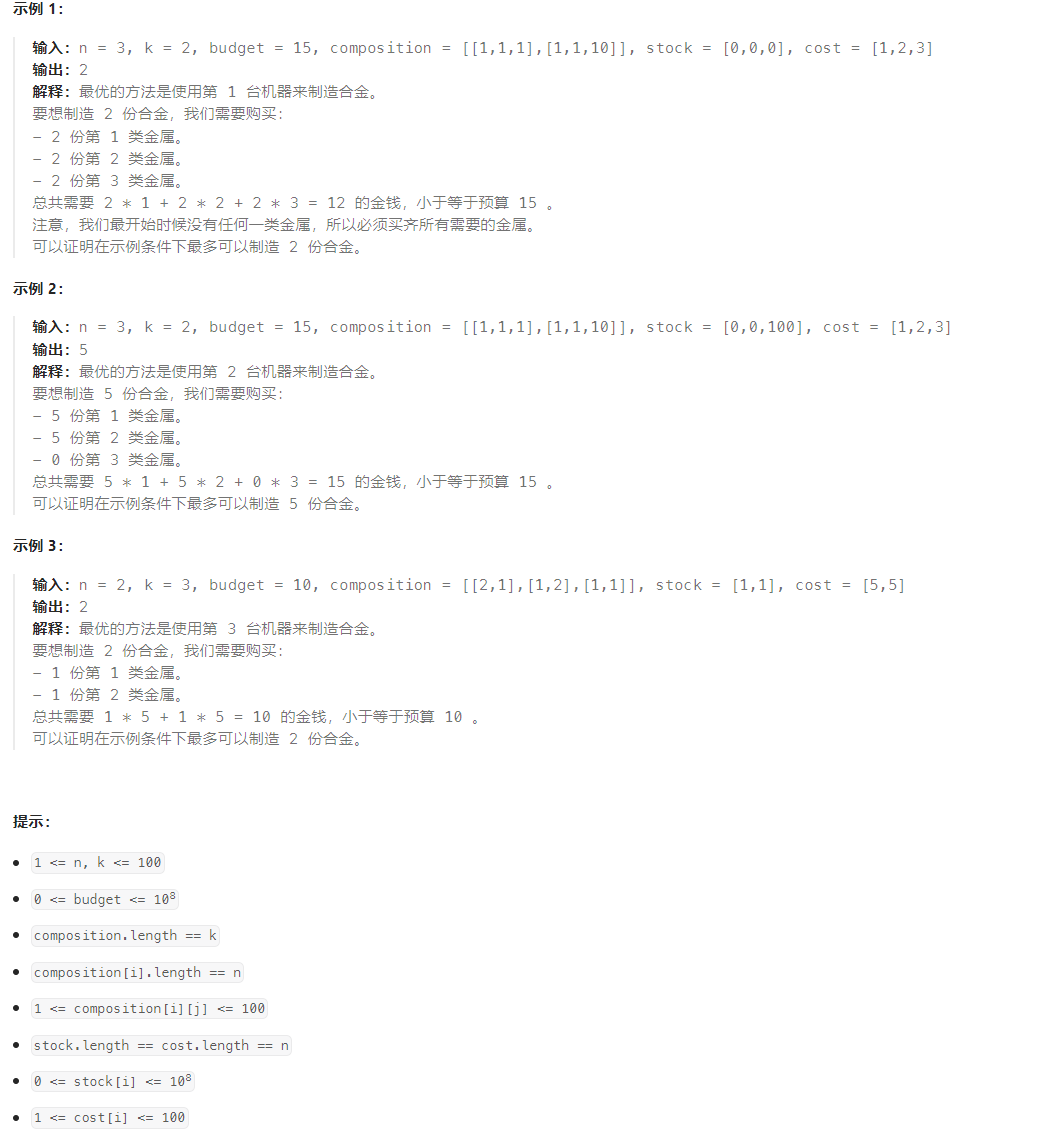 示例 1：
输入：n = 3, k = 2, budget = 15, composition = [[1,1,1],[1,1,10]], stock = [0,0,0], cost = [1,2,3]
输出：2
解释：最优的方法是使用第 1 台机器来制造合金。
要想制造 2 份合金，我们需要购买：
- 2 份第 1 类金属。
- 2 份第 2 类金属。
- 2 份第 3 类金属。
总共需要 2 * 1 + 2 * 2 + 2 * 3 = 12 的金钱，小于等于预算 15 。
注意，我们最开始时候没有任何一类金属，所以必须买齐所有需要的金属。
可以证明在示例条件下最多可以制造 2 份合金。
示例 2：
输入：n = 3, k = 2, budget = 15, composition = [[1,1,1],[1,1,10]], stock = [0,0,100], cost = [1,2,3]
输出：5
解释：最优的方法是使用第 2 台机器来制造合金。
要想制造 5 份合金，我们需要购买：
- 5 份第 1 类金属。
- 5 份第 2 类金属。
- 0 份第 3 类金属。
总共需要 5 * 1 + 5 * 2 + 0 * 3 = 15 的金钱，小于等于预算 15 。
可以证明在示例条件下最多可以制造 5 份合金。
示例 3：
输入：n = 2, k = 3, budget = 10, composition = [[2,1],[1,2],[1,1]], stock = [1,1], cost = [5,5]
输出：2
解释：最优的方法是使用第 3 台机器来制造合金。
要想制造 2 份合金，我们需要购买：
- 1 份第 1 类金属。
- 1 份第 2 类金属。
总共需要 1 * 5 + 1 * 5 = 10 的金钱，小于等于预算 10 。
可以证明在示例条件下最多可以制造 2 份合金。
提示：
• 1 <= n, k <= 100
• 0 <= budget <= 10⁸
• composition.length == k
• composition[i].length == n
• 1 <= composition[i][j] <= 100
• stock.length == cost.length == n
• 0 <= stock[i] <= 10⁸
• 1 <= cost[i] <= 100